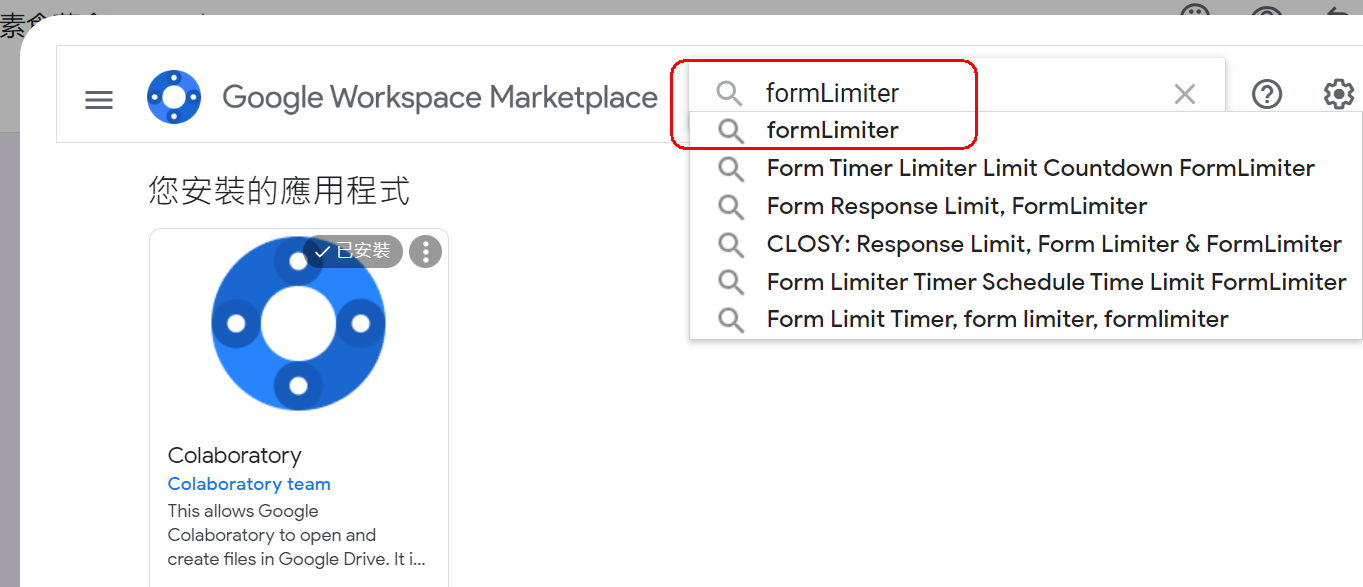 Google Workspace Marketplace
formLimiter
formLimiter
Form Timer Limiter Limit Countdown FormLimiter
Form Response Limit, FormLimiter
CLOSY: Response Limit, Form Limiter & FormLimiter
Form Limiter Timer Schedule Time Limit FormLimiter
Form Limit Timer, form limiter, formlimiter
您安裝的應用程式
已安裝
Colaboratory
Colaboratory team
This allows Google
Colaboratory to open and
create files in Google Drive. It i...